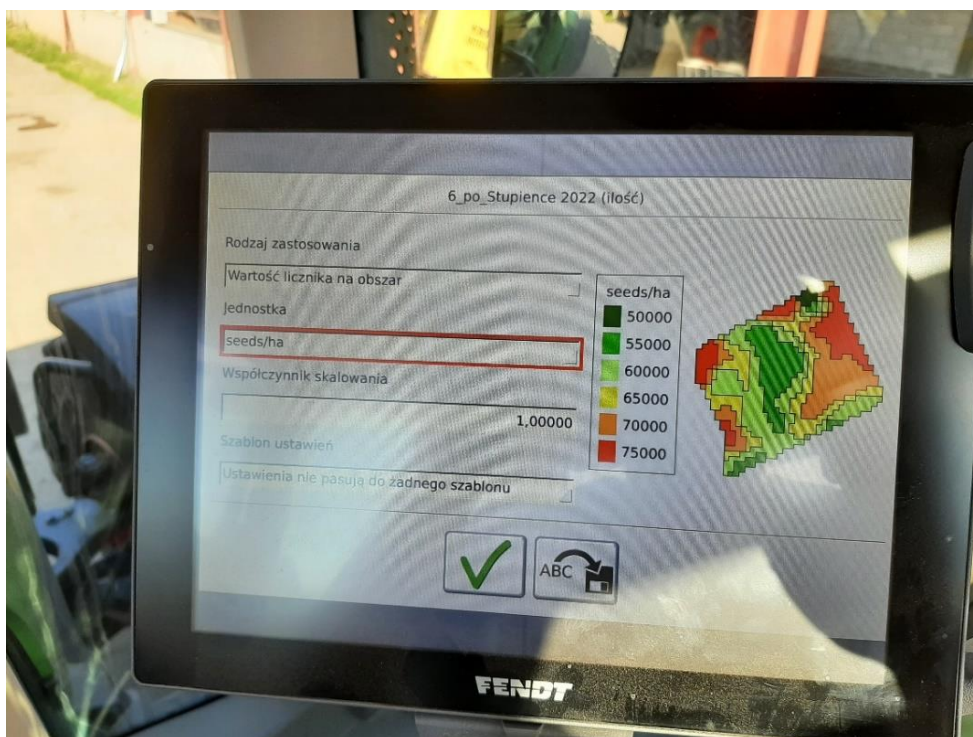 6_po_Stupience 2022 (ilość)
Rodzaj zastosowania
Wartość licznika na obszar
Jednostka
seeds/ha
Współczynnik skalowania
1,00000
Szablon ustawień
Ustawienia nie pasują do żadnego szablonu
seeds/ha
50000
55000
60000
65000
70000
75000
ABC
FENDT